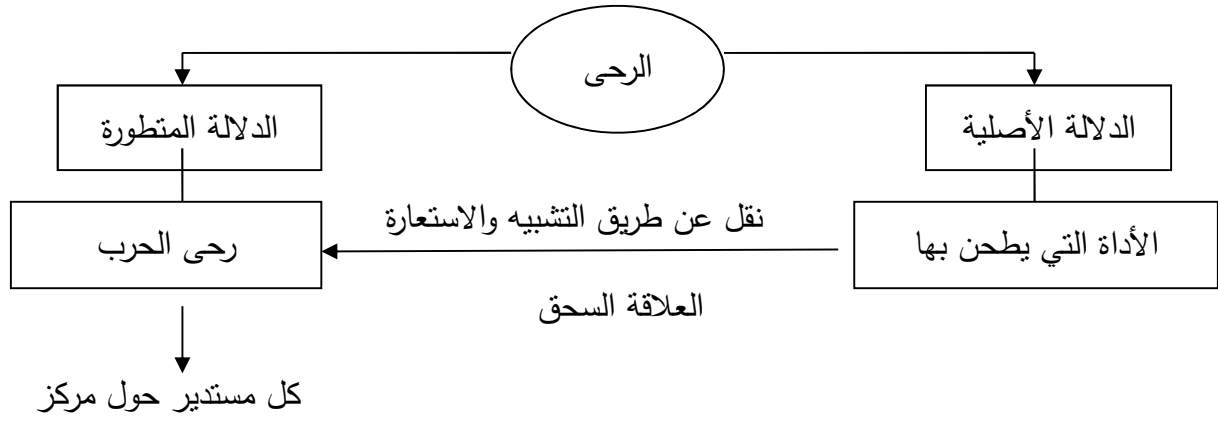 الرحى
الدلالة الأصلية
الدلالة المتطورة
الأداة التي يطحن بها
نقل عن طريق التشبيه والاستعارة
العلاقة السحق
رحى الحرب
كل مستدير حول مركز